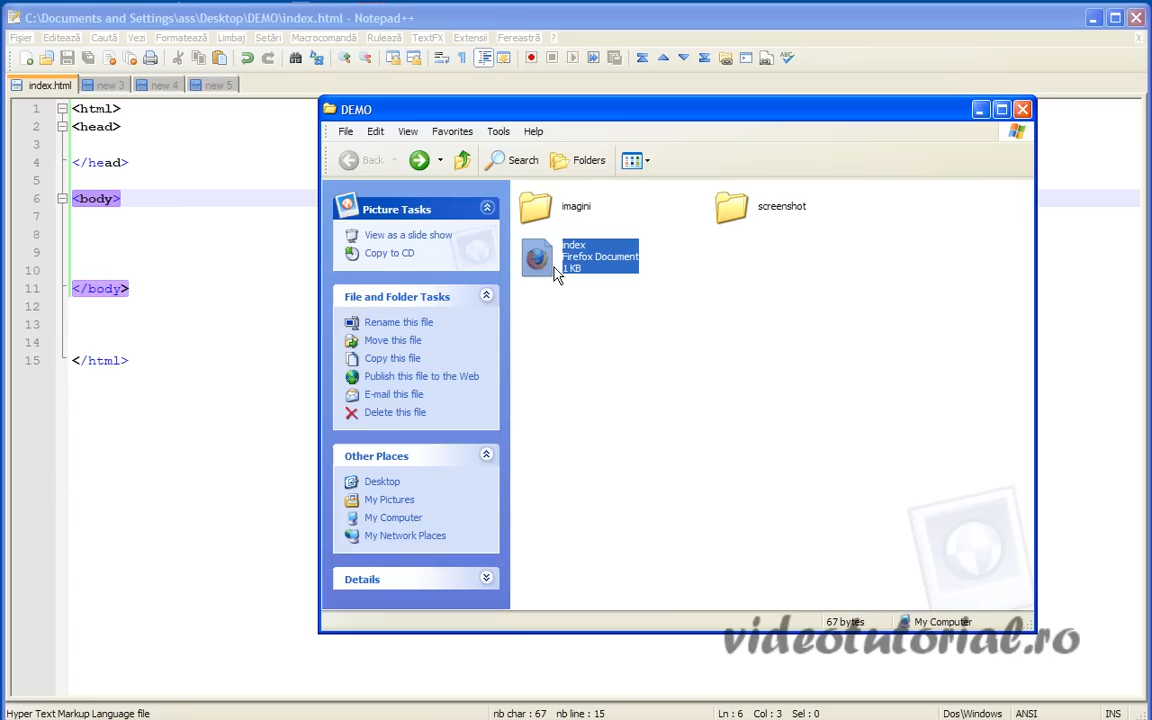 C:\Documents and Settings\ass\Desktop\DEMO\index.html - Notepad++
Fişier Editează Caută Vezi Formatează Limbaj Setări Macrocomandă Rulează TextFX Extensii Fereastră ? X
index.html new 3 new 4 new 5
1 <html>
2 <head>
3
4 </head>
5
6 <body>
7
8
9
10
11 </body>
12
13
14
15 </html>
DEMO
File Edit View Favorites Tools Help
Back Search Folders
Picture Tasks
View as a slide show
Copy to CD
File and Folder Tasks
Rename this file
Move this file
Copy this file
Publish this file to the Web
E-mail this file
Delete this file
Other Places
Desktop
My Pictures
My Computer
My Network Places
Details
imagini screenshot
index
Firefox Document
1 KB
67 bytes My Computer
videotutorial.ro
Hyper Text Markup Language file nb char : 67 nb line : 15 Ln : 6 Col : 3 Sel : 0 Dos\Windows ANSI INS